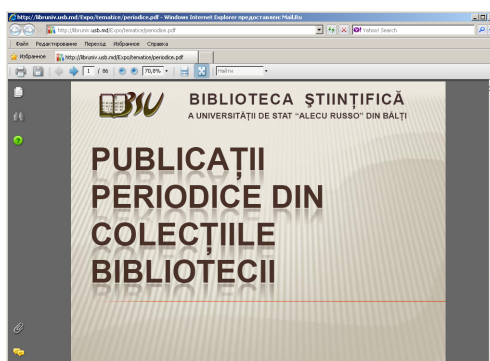 http://libruniv.usb.md/Expo/tematice/periodice.pdf - Windows Internet Explorer предоставлен: Mail.Ru
http://libruniv.usb.md/Expo/tematice/periodice.pdf
Yahoo! Search
Файл Редактирование Переход Избранное Справка
Избранное http://libruniv.usb.md/Expo/tematice/periodice.pdf
1 / 86 70,8% Найти
BIBLIOTECA ŞTIINŢIFICĂ
A UNIVERSITĂŢII DE STAT "ALECU RUSSO" DIN BĂLŢI
PUBLICAŢII
PERIODICE DIN
COLECŢIILE
BIBLIOTECII